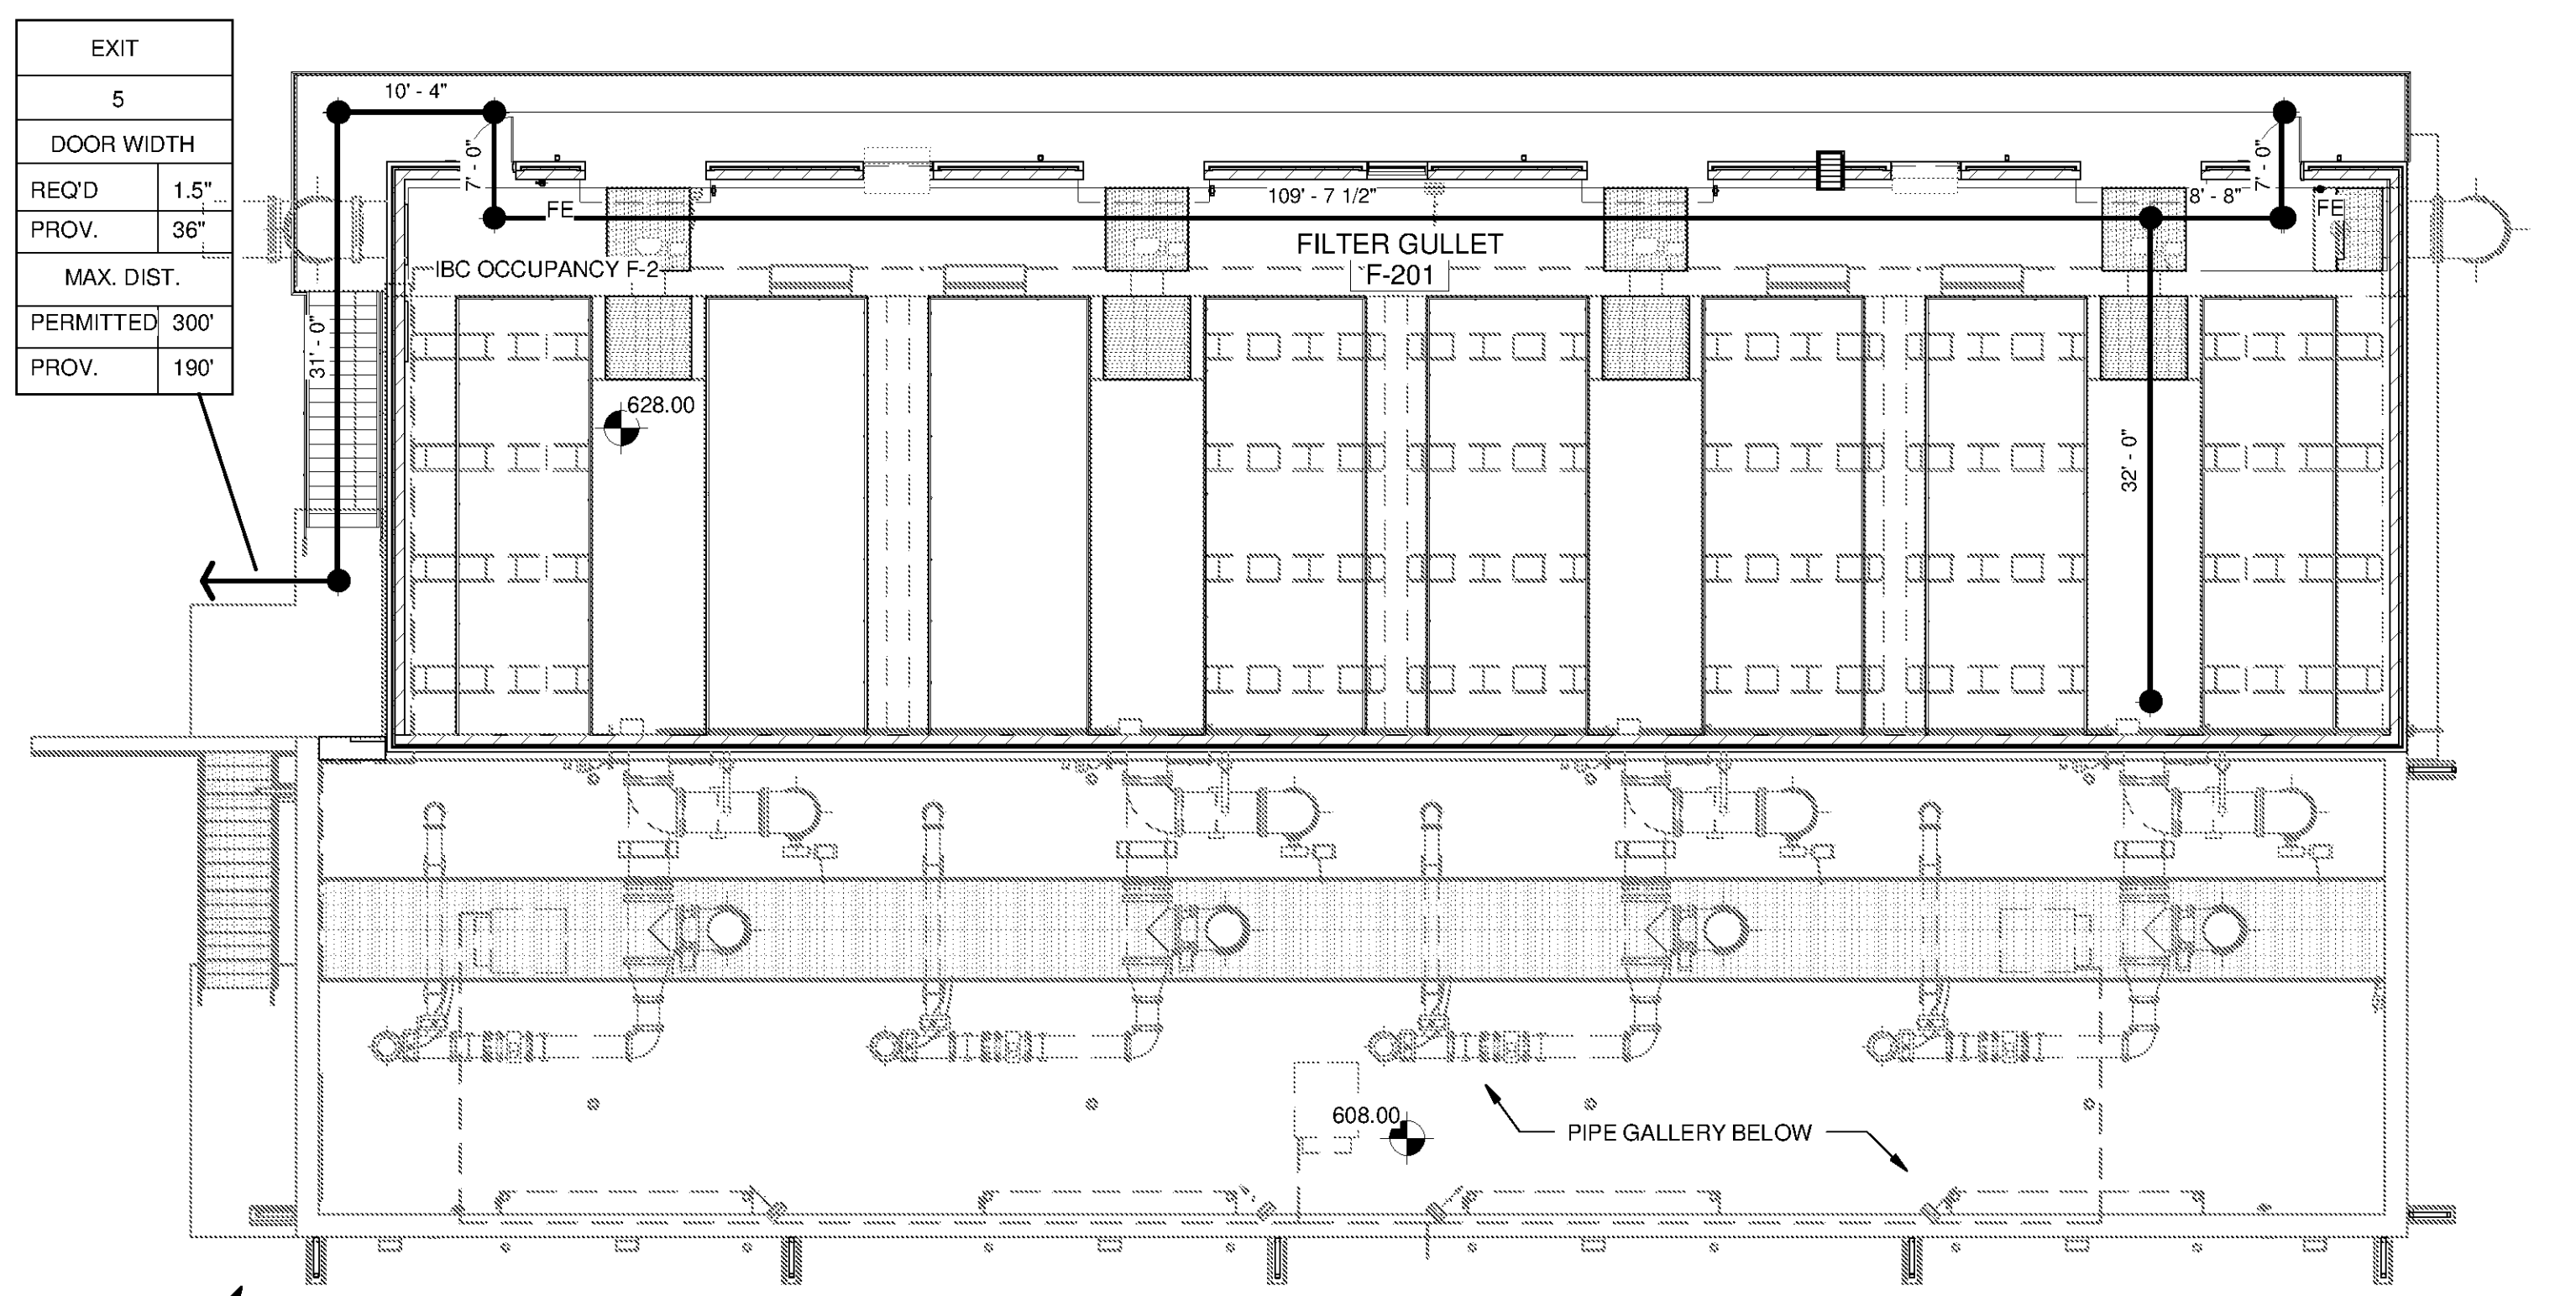 EXIT
5
DOOR WIDTH
REQ'D 1.5"
PROV. 36"
MAX. DIST.
PERMITTED 300'
PROV. 190'
10' - 4"
7' - 0"
31' - 0"
FE
109' - 7 1/2"
8' - 8"
7' - 0"
FE
FILTER GULLET
F-201
IBC OCCUPANCY F-2
628.00
32' - 0"
608.00
PIPE GALLERY BELOW